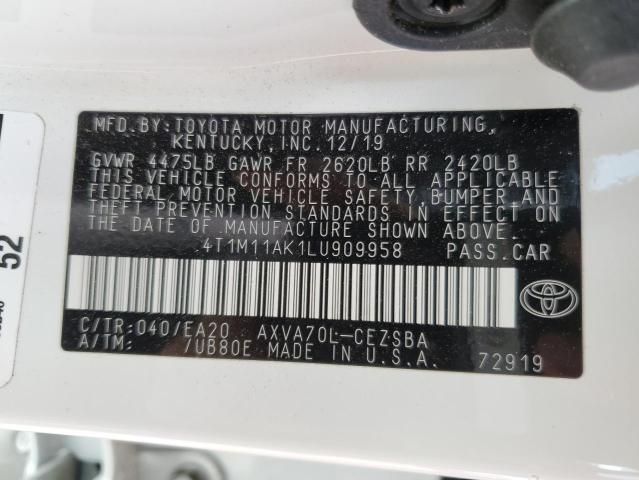 MFD.BY:TOYOTA MOTOR MANUFACTURING,
KENTUCKY,INC.12/19
GVWR 4475LB GAWR FR 2620LB RR 2420LB
THIS VEHICLE CONFORMS TO ALL APPLICABLE
FEDERAL MOTOR VEHICLE SAFETY,BUMPER,AND
THEFT PREVENTION STANDARDS IN EFFECT ON
THE DATE OF MANUFACTURE SHOWN ABOVE.
4T1M11AK1LU909958 PASS.CAR
C/TR:040/EA20 AXVA70L-CEZSBA
A/TM: 7UB80E MADE IN U.S.A. 72919
52